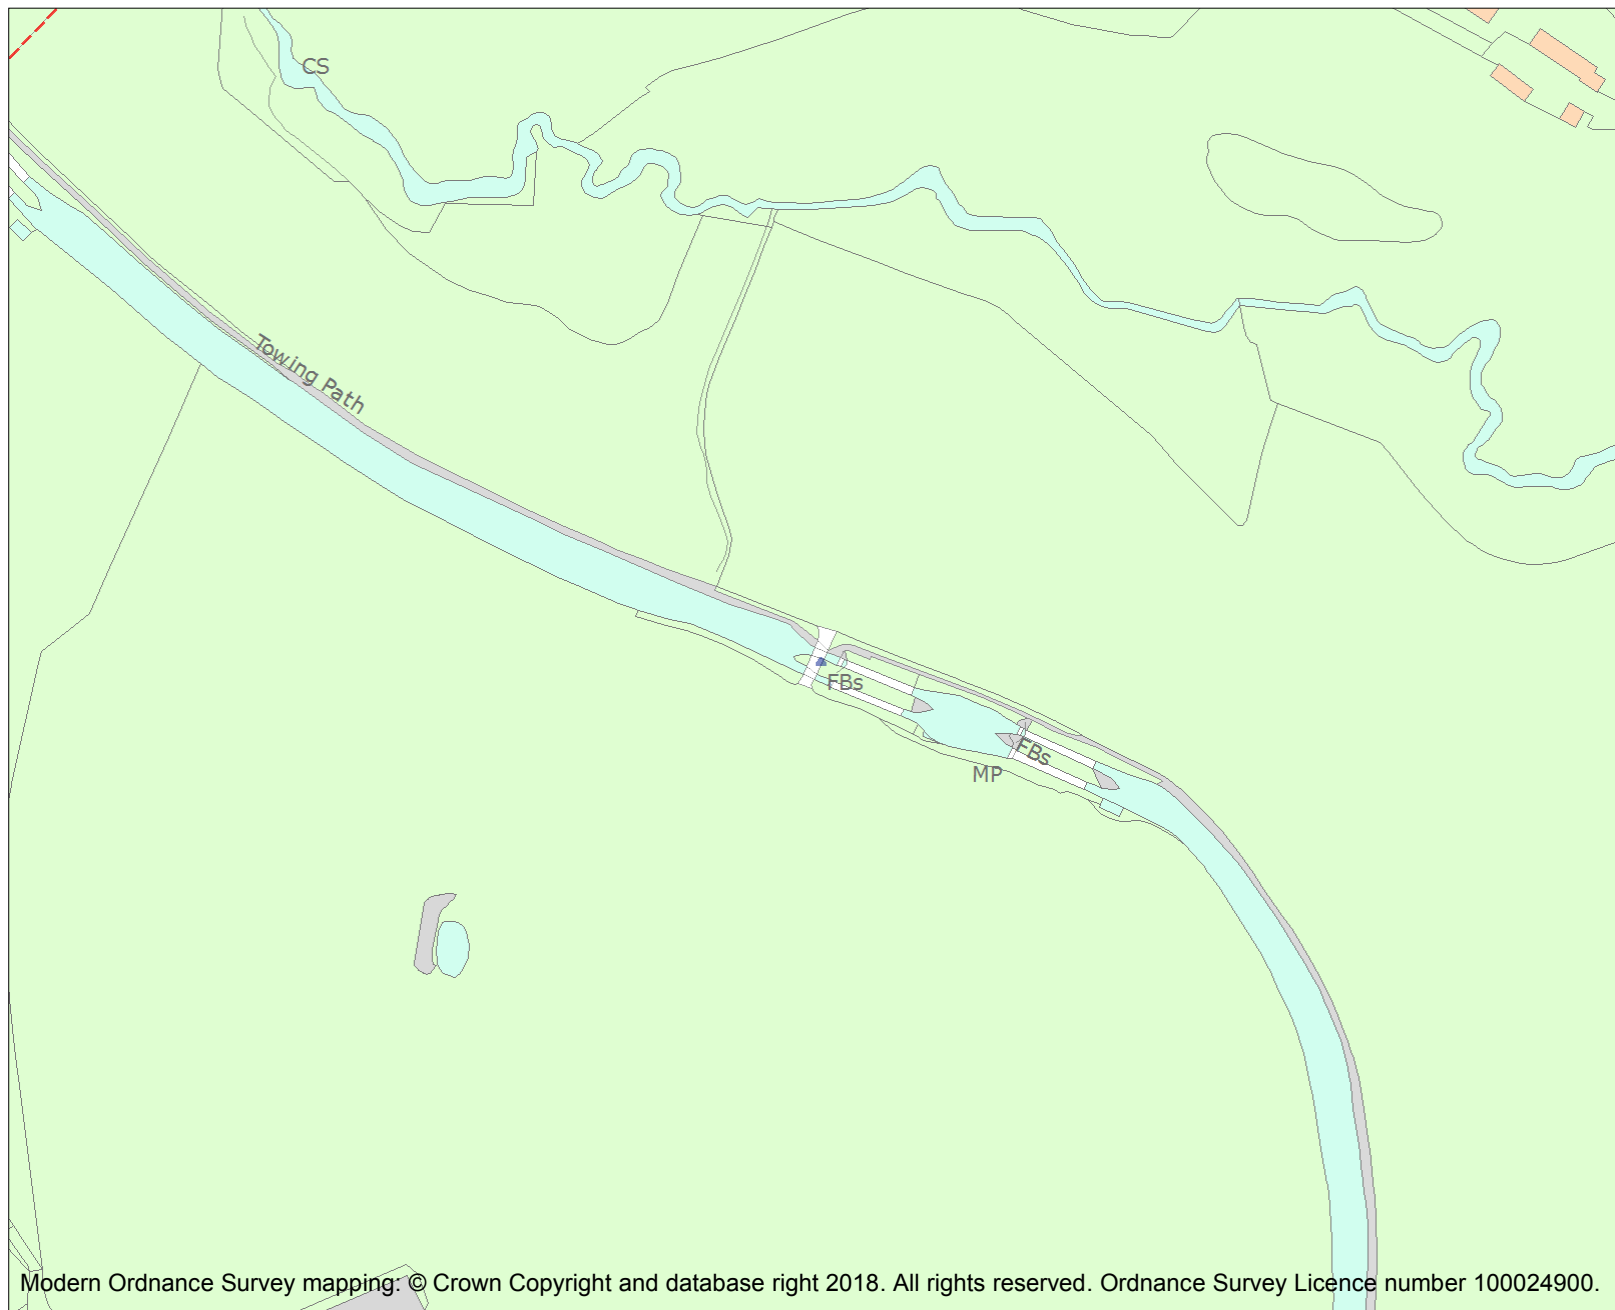 CS
Towing Path
FBs
FBs
MP
Modern Ordnance Survey mapping: © Crown Copyright and database right 2018. All rights reserved. Ordnance Survey Licence number 100024900.